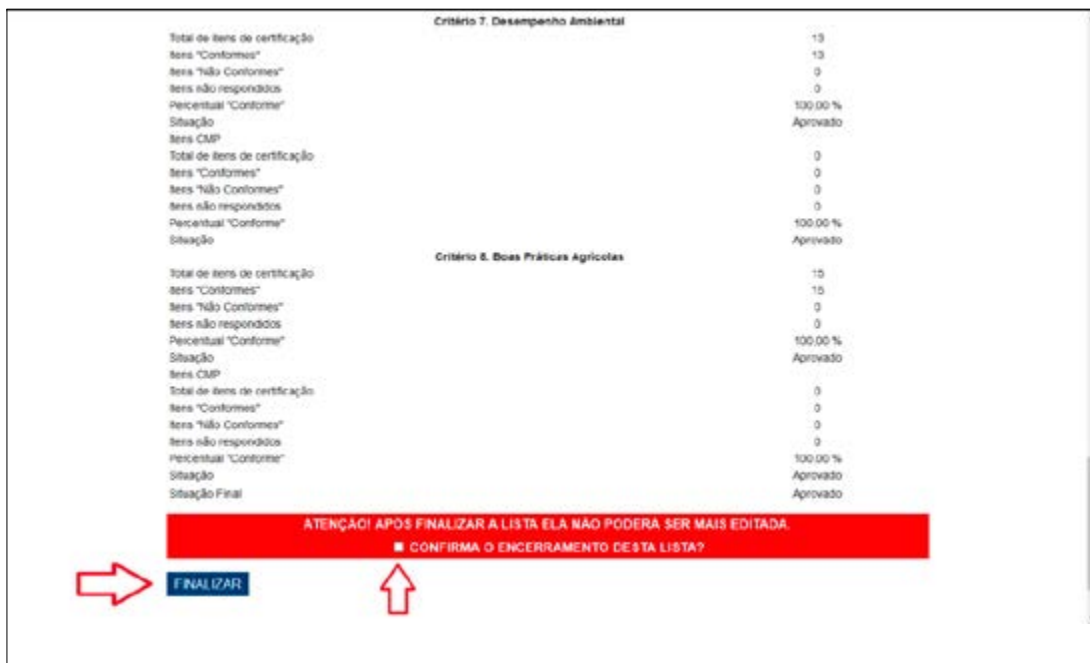 Critério 7. Desempenho Ambiental
Total de itens de certificação 13
Itens "Conformes" 13
Itens "Não Conformes" 0
Itens não respondidos 0
Percentual "Conforme" 100,00 %
Situação Aprovado
Itens CMP
Total de itens de certificação 0
Itens "Conformes" 0
Itens "Não Conformes" 0
Itens não respondidos 0
Percentual "Conforme" 100,00 %
Situação Aprovado
Critério 8. Boas Práticas Agrícolas
Total de itens de certificação 15
Itens "Conformes" 15
Itens "Não Conformes" 0
Itens não respondidos 0
Percentual "Conforme" 100,00 %
Situação Aprovado
Itens CMP
Total de itens de certificação 0
Itens "Conformes" 0
Itens "Não Conformes" 0
Itens não respondidos 0
Percentual "Conforme" 100,00 %
Situação Aprovado
Situação Final Aprovado
ATENÇÃO! APÓS FINALIZAR A LISTA ELA NÃO PODERÁ SER MAIS EDITADA.
CONFIRMA O ENCERRAMENTO DESTA LISTA?
FINALIZAR